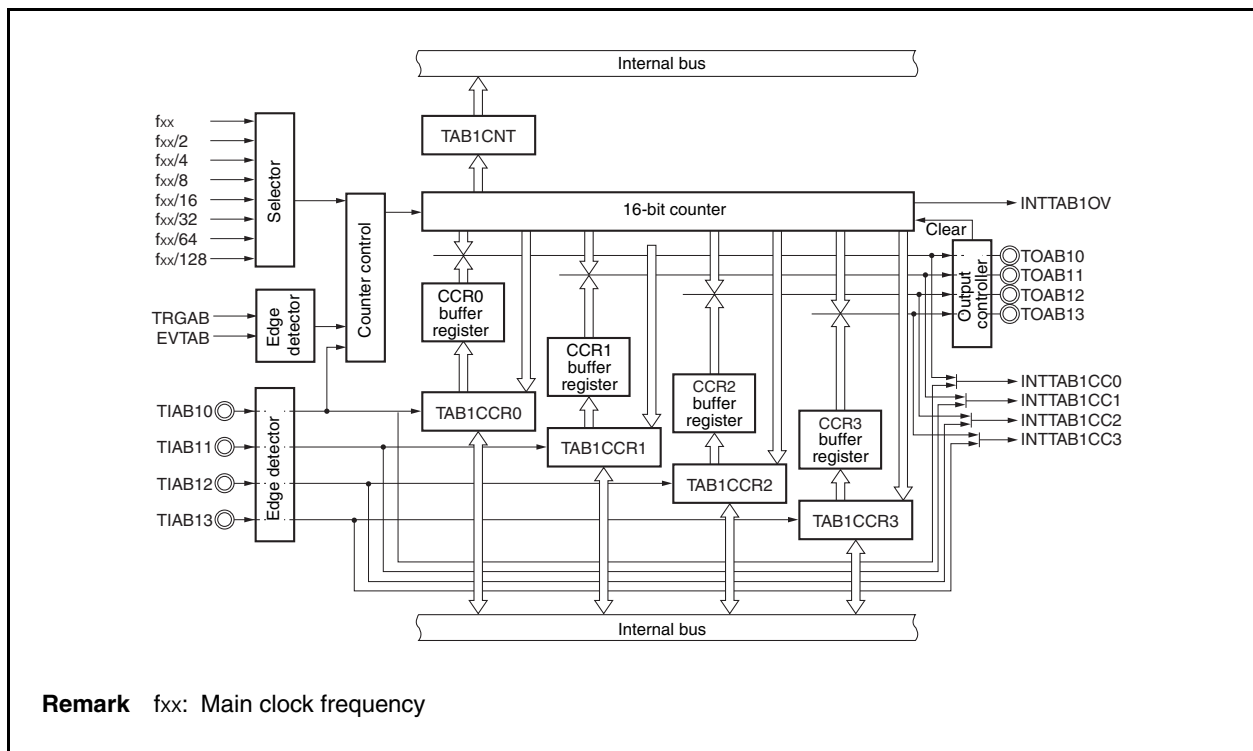 Internal bus
TAB1CNT
fxx
fxx/2
fxx/4
fxx/8
fxx/16
fxx/32
fxx/64
fxx/128
Selector
Counter control
TRGAB
EVTAB
Edge
detector
16-bit counter
INTTAB1OV
Clear
Output
controller
TOAB10
TOAB11
TOAB12
TOAB13
CCR0
buffer
register
CCR1
buffer
register
CCR2
buffer
register
CCR3
buffer
register
TIAB10
TIAB11
TIAB12
TIAB13
Edge detector
TAB1CCR0
TAB1CCR1
TAB1CCR2
TAB1CCR3
INTTAB1CC0
INTTAB1CC1
INTTAB1CC2
INTTAB1CC3
Internal bus
Remark fxx: Main clock frequency